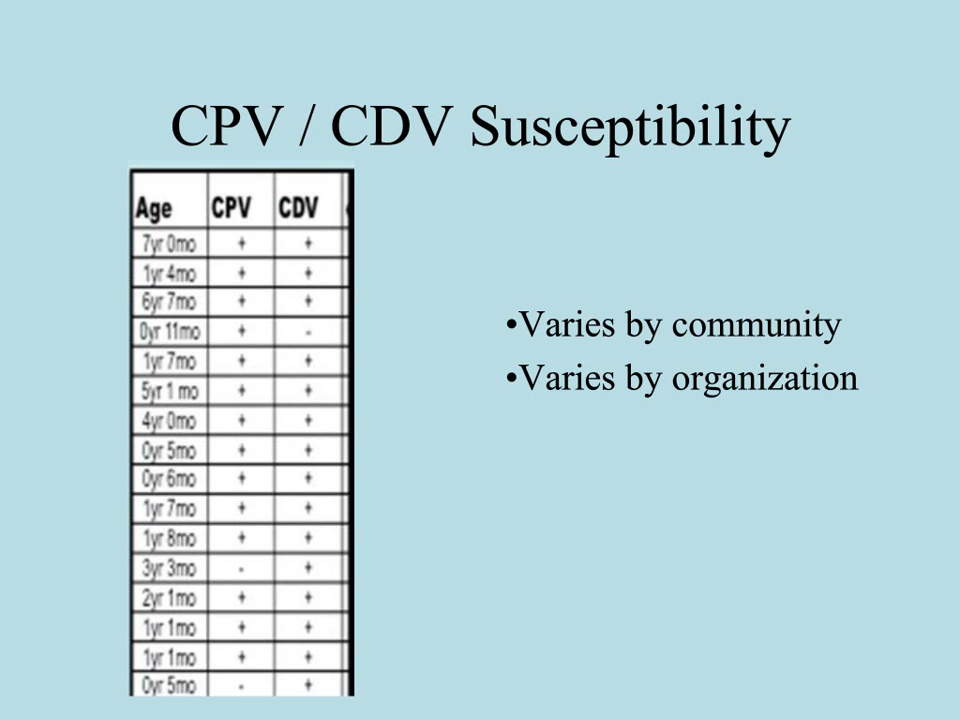 CPV / CDV Susceptibility
Age CPV CDV
7yr 0mo + +
1yr 4mo + +
6yr 7mo + +
0yr 11mo + -
1yr 7mo + +
5yr 1 mo + +
4yr 0mo + +
0yr 5mo + +
0yr 6mo + +
1yr 7mo + +
1yr 8mo + +
3yr 3mo - +
2yr 1mo + +
1yr 1mo + +
1yr 1mo + +
0yr 5mo - +
•Varies by community
•Varies by organization